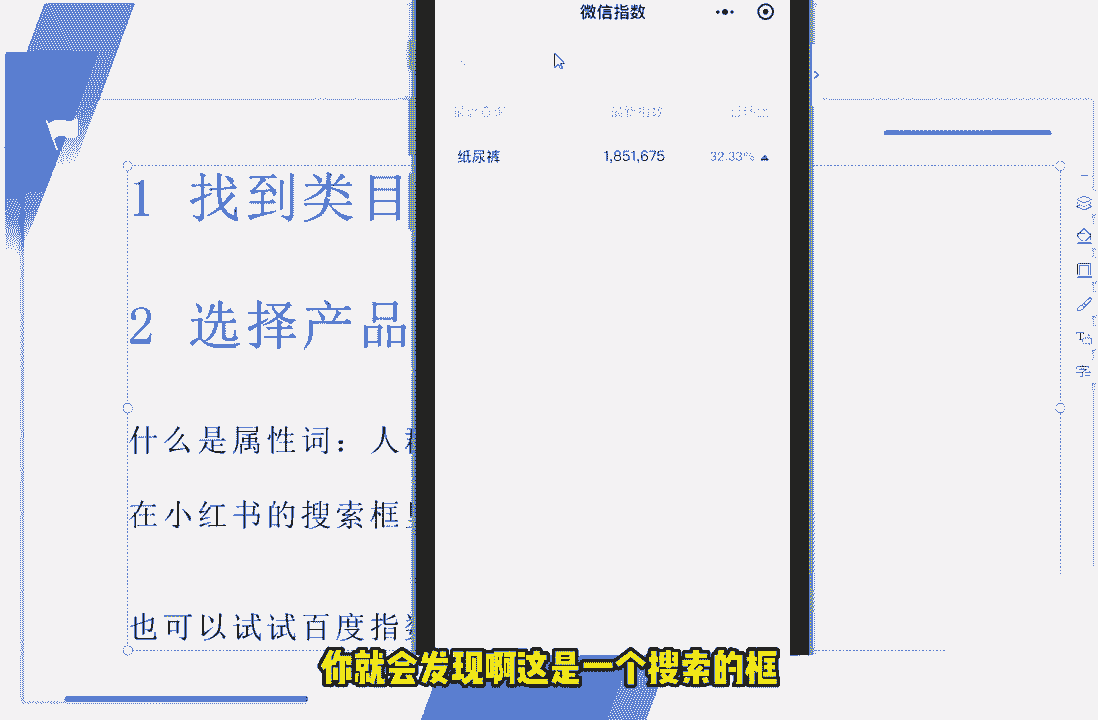 微信指数
纸尿裤 1,851,675 32.33%
1 找到类目
2 选择产品
什么是属性词：人群
在小红书的搜索框里
也可以试试百度指数
你就会发现啊这是一个搜索的框